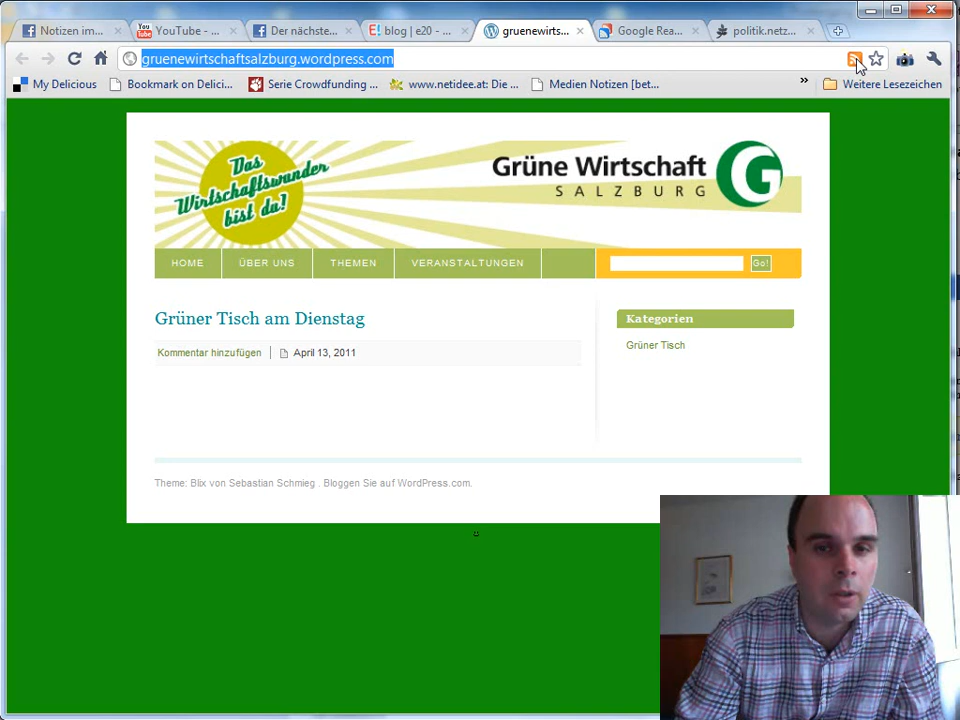 Notizen im...
YouTube - ...
Der nächste...
E! blog | e20 - ...
gruenewirts...
Google Rea...
politik.netz...
gruenewirtschaftsalzburg.wordpress.com
My Delicious
Bookmark on Delici...
Serie Crowdfunding ...
www.netidee.at: Die ...
Medien Notizen [bet...
»
Weitere Lesezeichen
Das
Wirtschaftswunder
bist du!
Grüne Wirtschaft
SALZBURG
G
HOME
ÜBER UNS
THEMEN
VERANSTALTUNGEN
Go!
Grüner Tisch am Dienstag
Kommentar hinzufügen
April 13, 2011
Kategorien
Grüner Tisch
Theme: Blix von Sebastian Schmieg . Bloggen Sie auf WordPress.com.